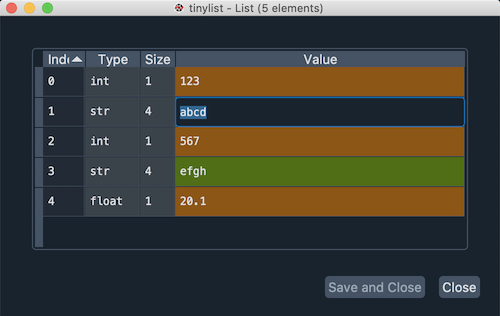 tinylist - List (5 elements)
Inde Type Size Value
0 int 1 123
1 str 4 abcd
2 int 1 567
3 str 4 efgh
4 float 1 20.1
Save and Close Close